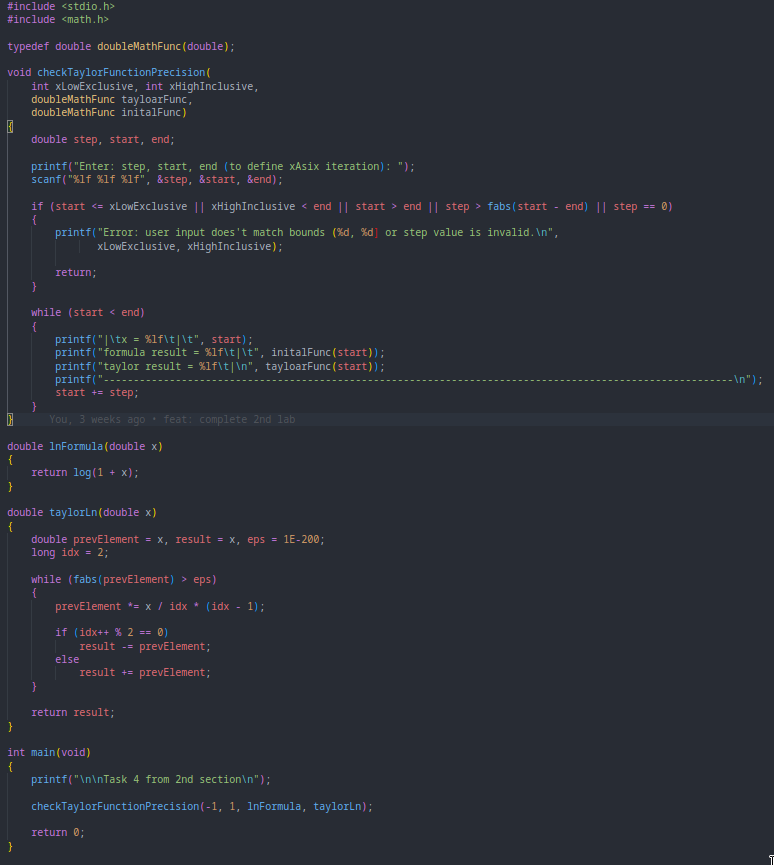 #include <stdio.h>
#include <math.h>
typedef double doubleMathFunc(double);
void checkTaylorFunctionPrecision(
    int xLowExclusive, int xHighInclusive,
    doubleMathFunc tayloarFunc,
    doubleMathFunc initalFunc)
{
    double step, start, end;
    printf("Enter: step, start, end (to define xAsix iteration): ");
    scanf("%lf %lf %lf", &step, &start, &end);
    if (start <= xLowExclusive || xHighInclusive < end || start > end || step > fabs(start - end) || step == 0)
    {
        printf("Error: user input does't match bounds (%d, %d] or step value is invalid.\n",
               xLowExclusive, xHighInclusive);
        return;
    }
    while (start < end)
    {
        printf("|\tx = %lf\t|\t", start);
        printf("formula result = %lf\t|\t", initalFunc(start));
        printf("taylor result = %lf\t|\n", tayloarFunc(start));
        printf("---------------------------------------------------------------------------------------------------------\n");
        start += step;
    }
}      You, 3 weeks ago • feat: complete 2nd lab
double lnFormula(double x)
{
    return log(1 + x);
}
double taylorLn(double x)
{
    double prevElement = x, result = x, eps = 1E-200;
    long idx = 2;
    while (fabs(prevElement) > eps)
    {
        prevElement *= x / idx * (idx - 1);
        if (idx++ % 2 == 0)
            result -= prevElement;
        else
            result += prevElement;
    }
    return result;
}
int main(void)
{
    printf("\n\nTask 4 from 2nd section\n");
    checkTaylorFunctionPrecision(-1, 1, lnFormula, taylorLn);
    return 0;
}